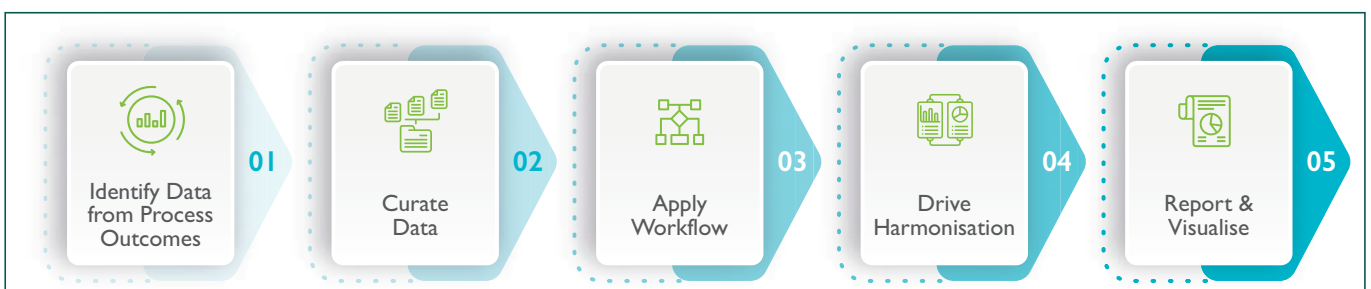 01
Identify Data
from Process
Outcomes
02
Curate
Data
03
Apply
Workflow
04
Drive
Harmonisation
05
Report &
Visualise